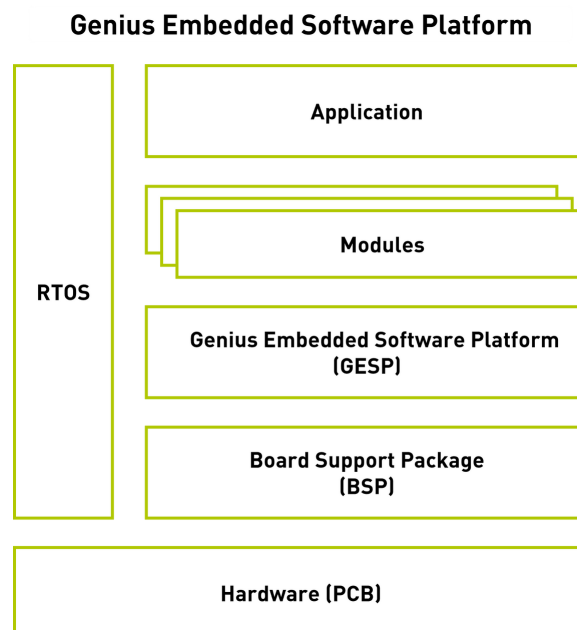 Genius Embedded Software Platform
RTOS
Application
Modules
Genius Embedded Software Platform
(GESP)
Board Support Package
(BSP)
Hardware (PCB)